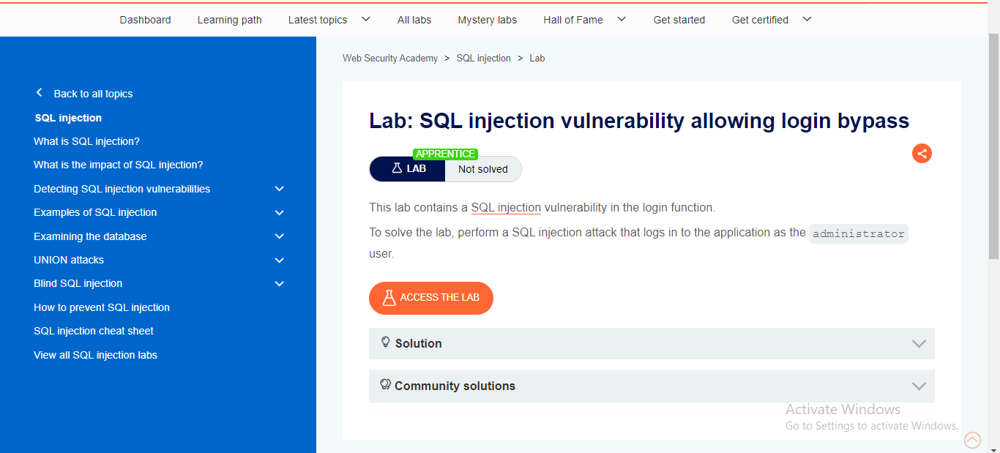 Dashboard Learning path Latest topics All labs Mystery labs Hall of Fame Get started Get certified
Web Security Academy > SQL injection > Lab
Back to all topics
SQL injection
What is SQL injection?
What is the impact of SQL injection?
Detecting SQL injection vulnerabilities
Examples of SQL injection
Examining the database
UNION attacks
Blind SQL injection
How to prevent SQL injection
SQL injection cheat sheet
View all SQL injection labs
Lab: SQL injection vulnerability allowing login bypass
APPRENTICE
LAB Not solved
This lab contains a SQL injection vulnerability in the login function.
To solve the lab, perform a SQL injection attack that logs in to the application as the administrator
user.
ACCESS THE LAB
Solution
Community solutions
Activate Windows
Go to Settings to activate Windows.